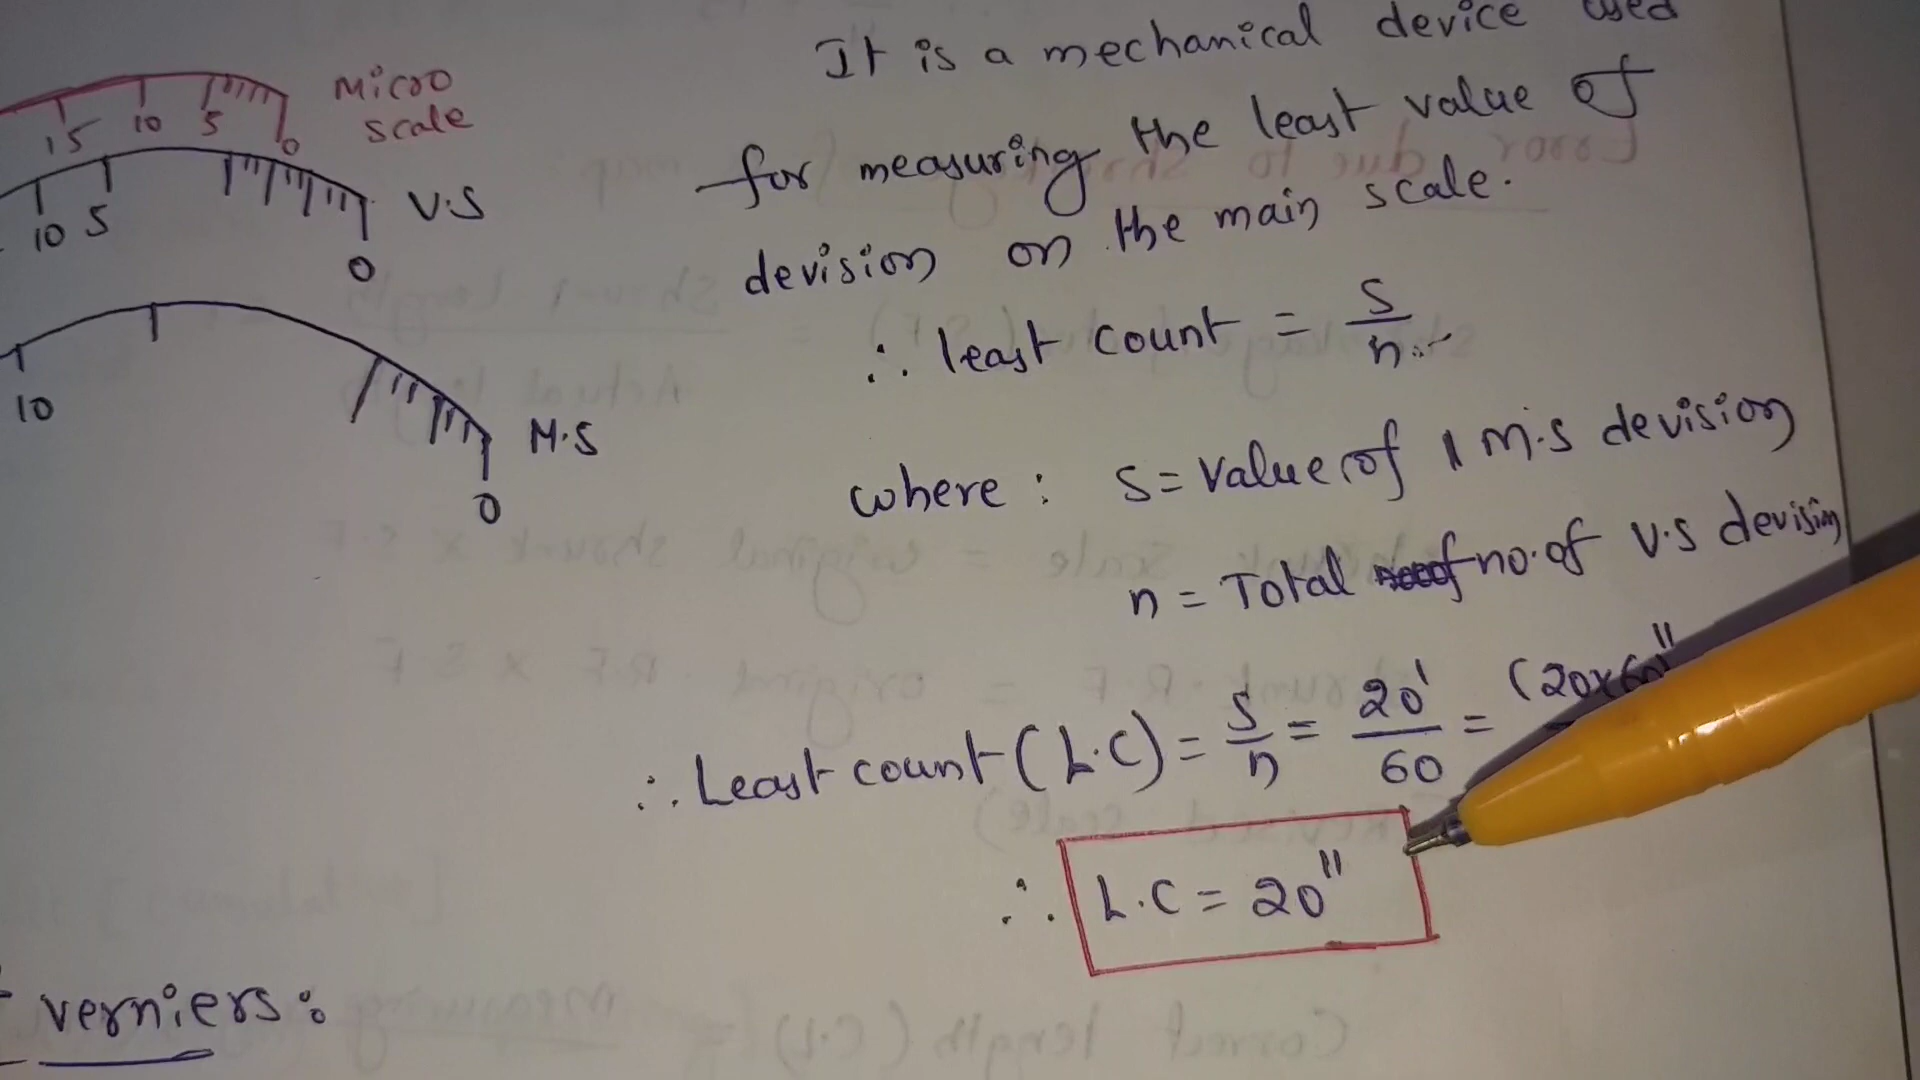 It is a mechanical device used
for measuring the least value of
devision on the main scale.
∴ least count = S/n
where: S = Value of 1 M.S devision
n = Total no. of V.S devision
∴ Least count (L.C) = S/n = 20'/60 = (20x60"
∴ L.C = 20"
Micro
scale
15 10 5 0
V.S
10 5 0
M.S
10 0
verniers: